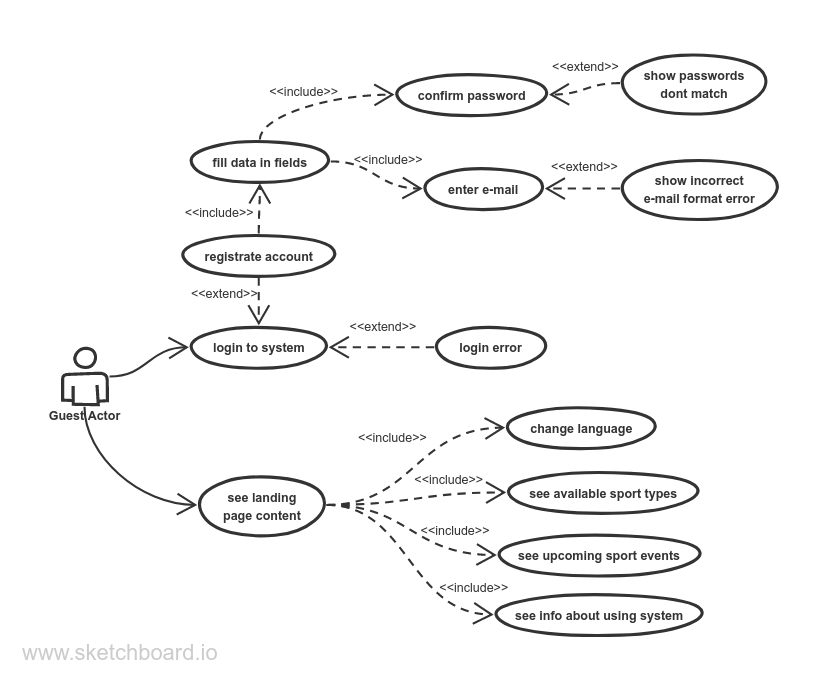 <<extend>>
show passwords
dont match
<<include>>
confirm password
fill data in fields
<<include>>
enter e-mail
<<extend>>
show incorrect
e-mail format error
<<include>>
registrate account
<<extend>>
login to system
<<extend>>
login error
Guest Actor
<<include>>
change language
see landing
page content
<<include>>
see available sport types
<<include>>
see upcoming sport events
<<include>>
see info about using system
www.sketchboard.io